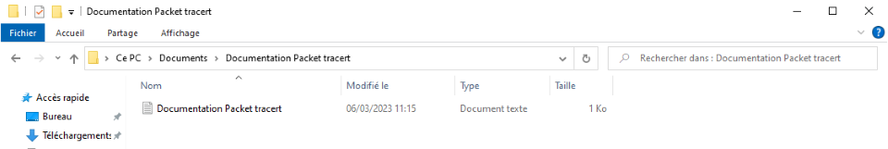 Documentation Packet tracert
Fichier Accueil Partage Affichage
Ce PC > Documents > Documentation Packet tracert Rechercher dans : Documentation Packet tracert
Nom Modifié le Type Taille
Accès rapide
Documentation Packet tracert 06/03/2023 11:15 Document texte 1 Ko
Bureau
Téléchargements